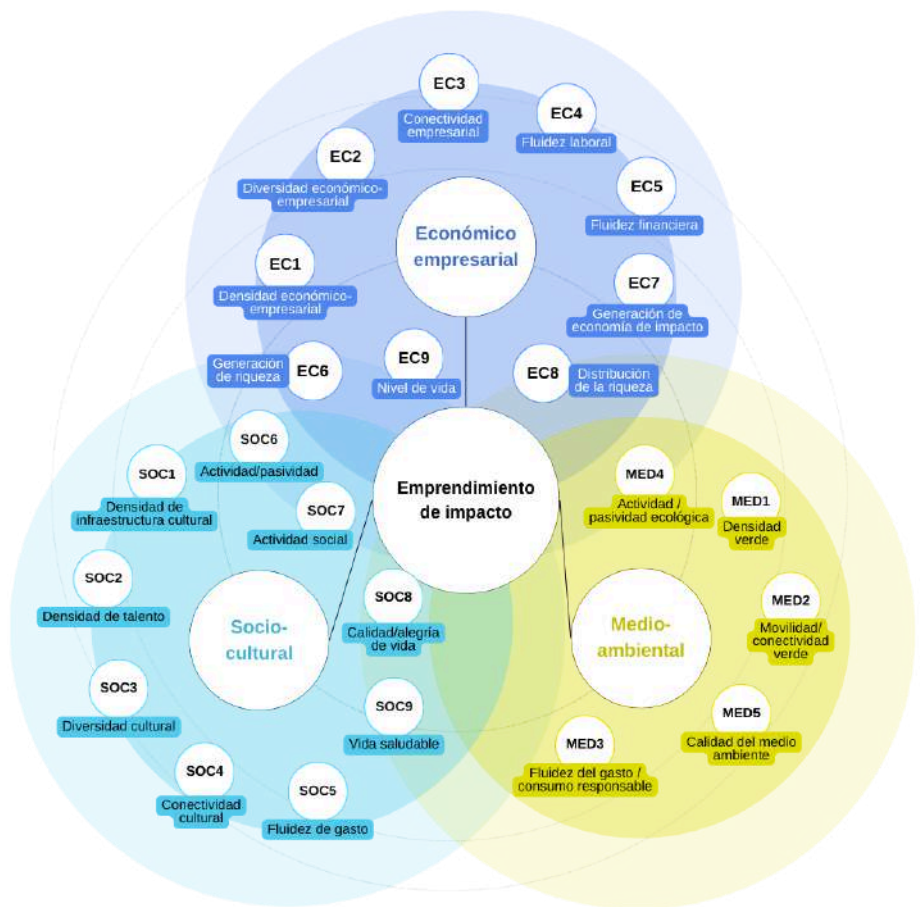 EC3
Conectividad
empresarial
EC4
Fluidez laboral
EC2
Diversidad económico-
empresarial
EC5
Fluidez financiera
Económico
empresarial
EC1
Densidad económico-
empresarial
EC7
Generación de
economía de impacto
Generación
de riqueza
EC6
EC9
Nivel de vida
EC8
Distribución
de la riqueza
SOC6
Actividad/pasividad
SOC1
Densidad de
infraestructura cultural
SOC7
Actividad social
Emprendimiento
de impacto
MED4
Actividad /
pasividad ecológica
MED1
Densidad
verde
SOC2
Densidad de talento
SOC8
Calidad/alegría
de vida
MED2
Movilidad/
conectividad
verde
Socio-
cultural
Medio-
ambiental
SOC3
Diversidad cultural
SOC9
Vida saludable
MED5
Calidad del medio
ambiente
MED3
Fluidez del gasto /
consumo responsable
SOC4
Conectividad
cultural
SOC5
Fluidez de gasto